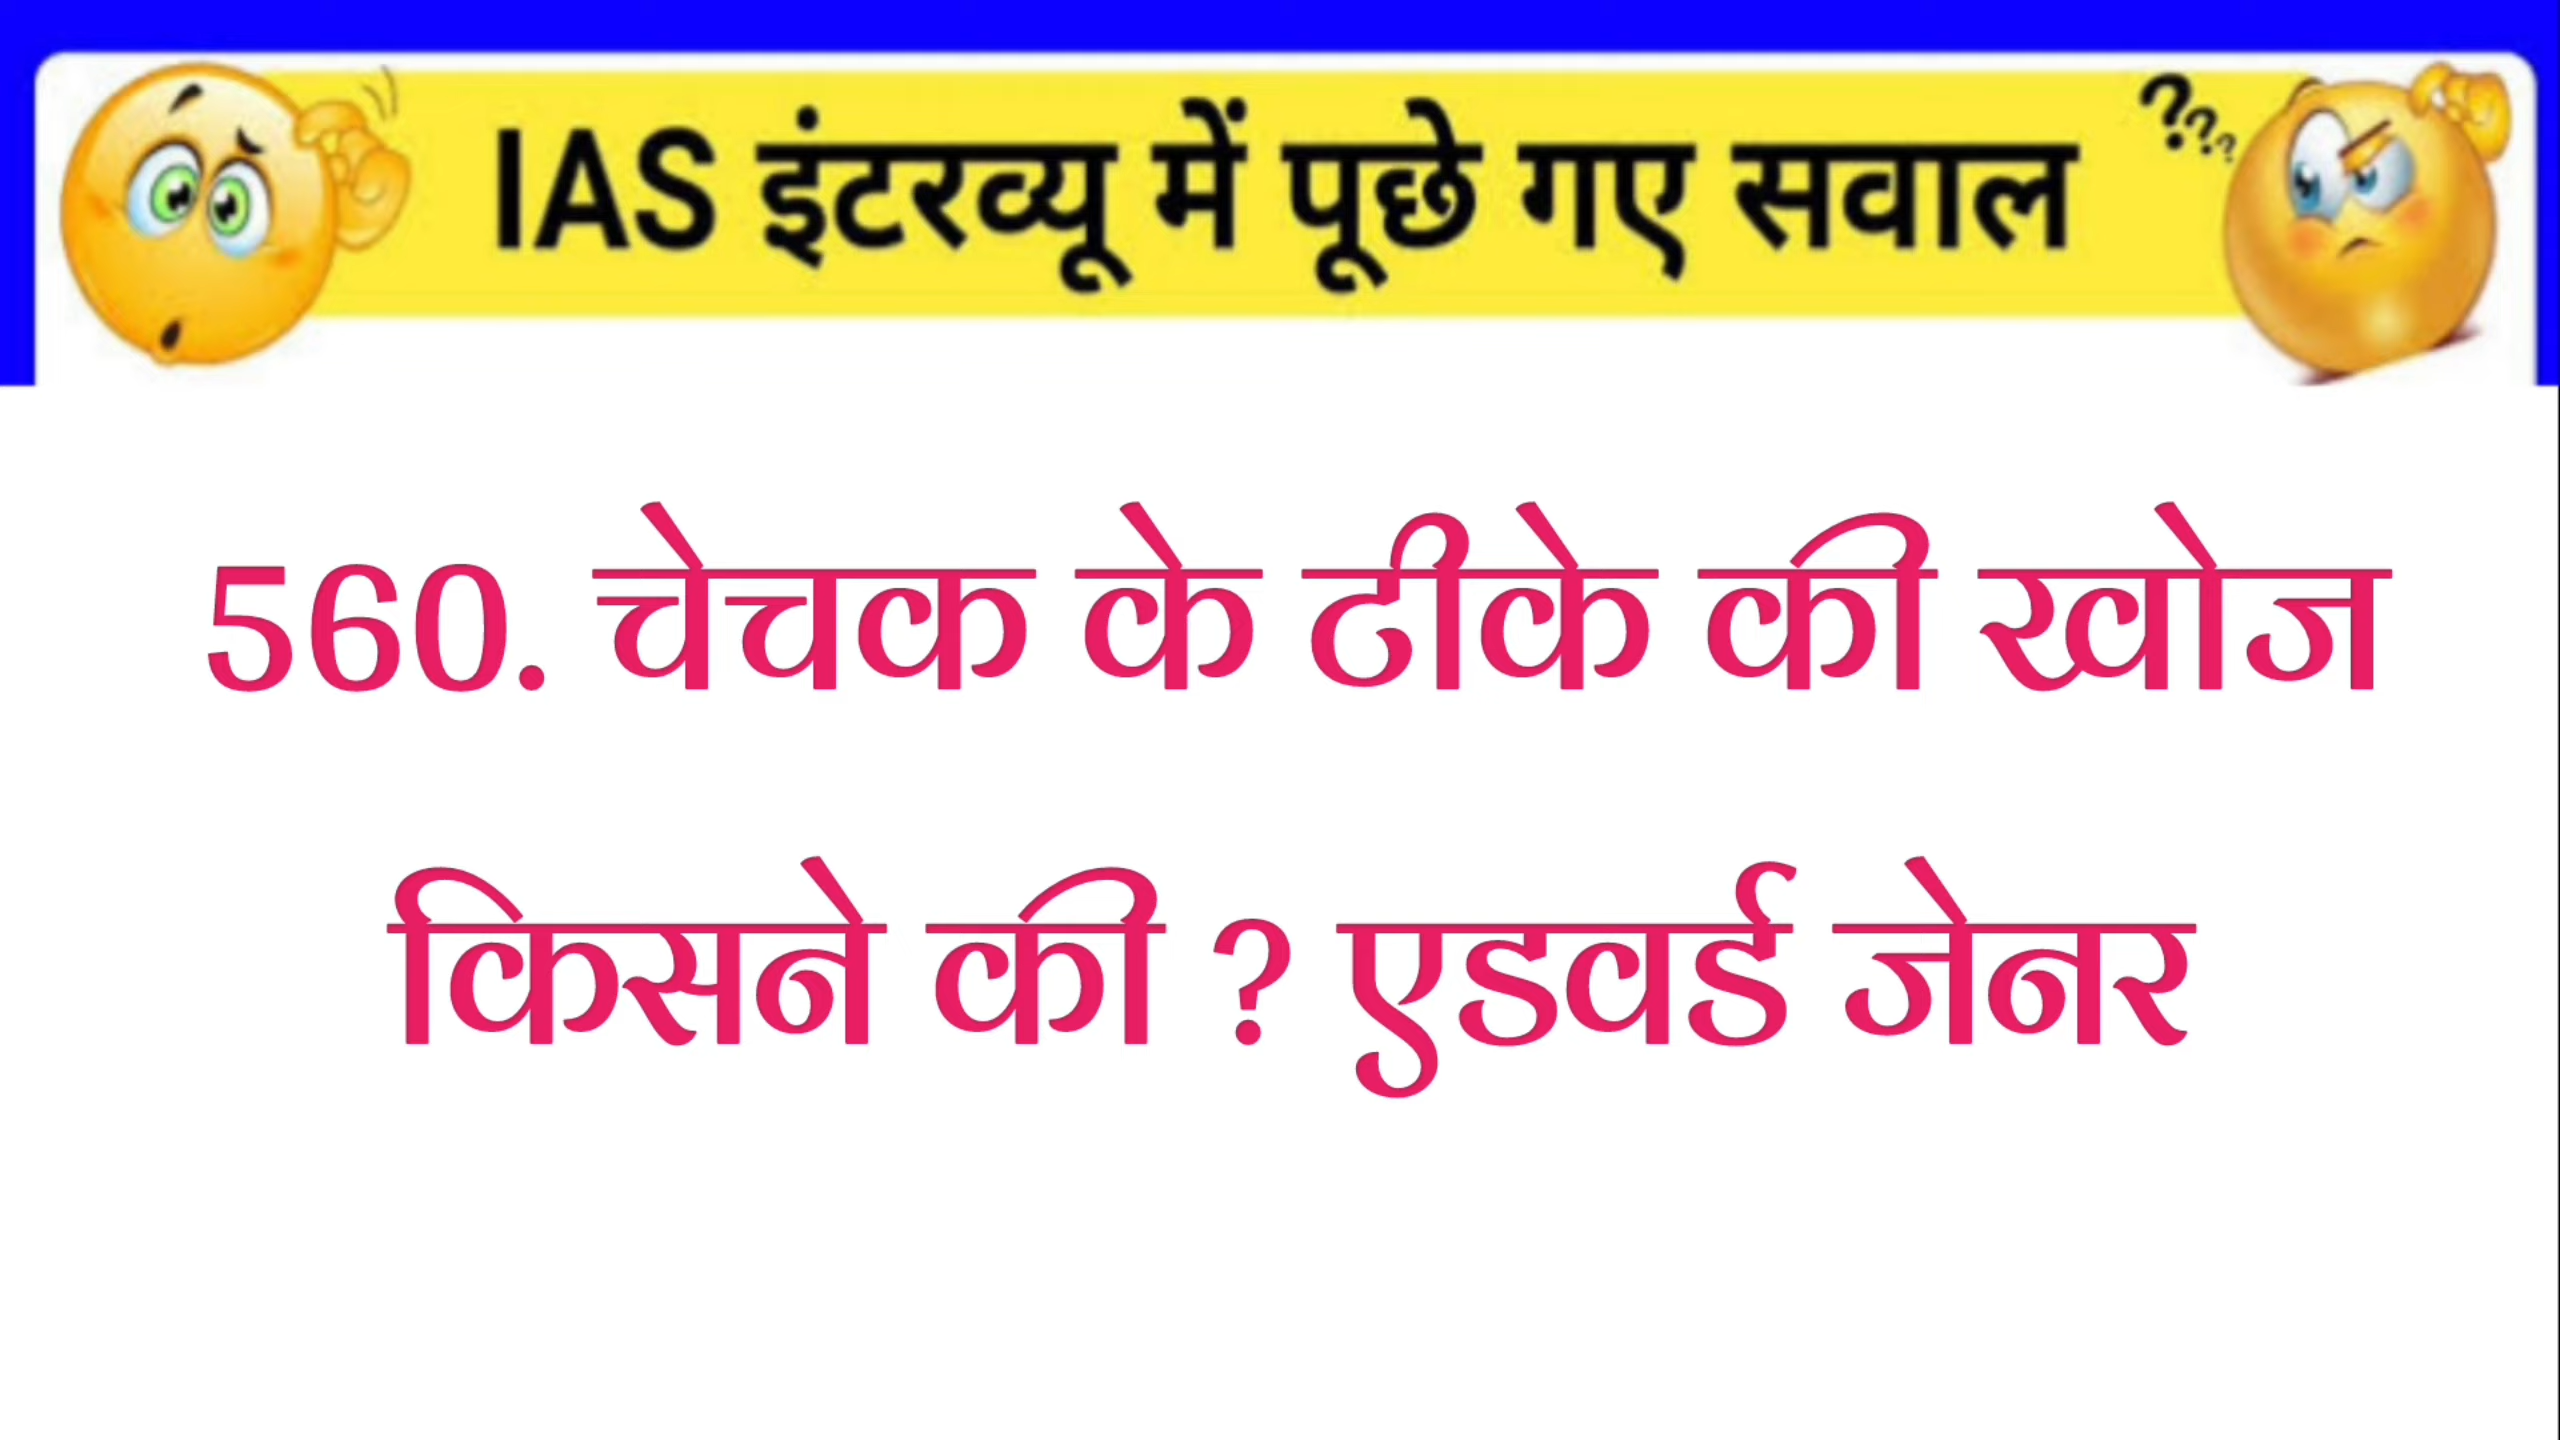 IAS इंटरव्यू में पूछे गए सवाल
???
560. चेचक के टीके की खोज
किसने की ? एडवर्ड जेनर